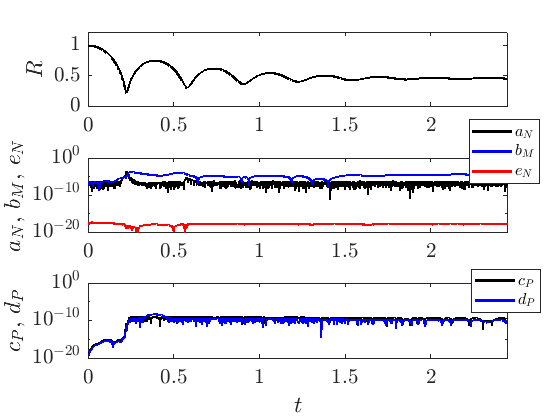 R
1
0.5
0
0 0.5 1 1.5 2
a_N, b_M, e_N
10^0
10^-10
10^-20
0 0.5 1 1.5 2
a_N
b_M
e_N
c_P, d_P
10^0
10^-10
10^-20
0 0.5 1 1.5 2
c_P
d_P
t